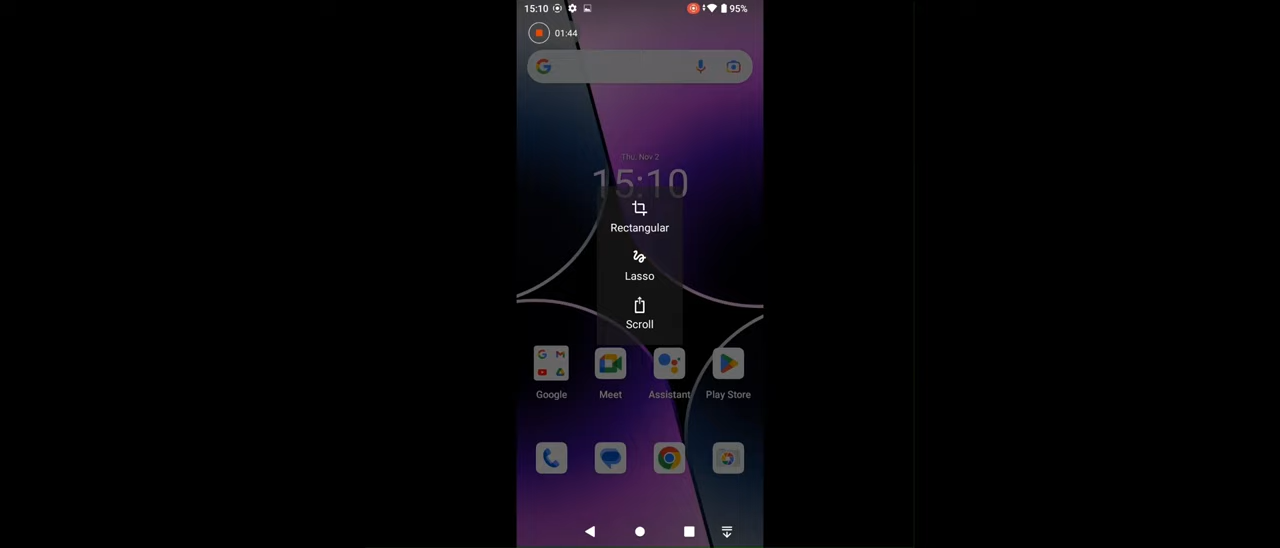 15:10
95%
01:44
Thu, Nov 2
15:10
Rectangular
Lasso
Scroll
Google
Meet
Assistant
Play Store